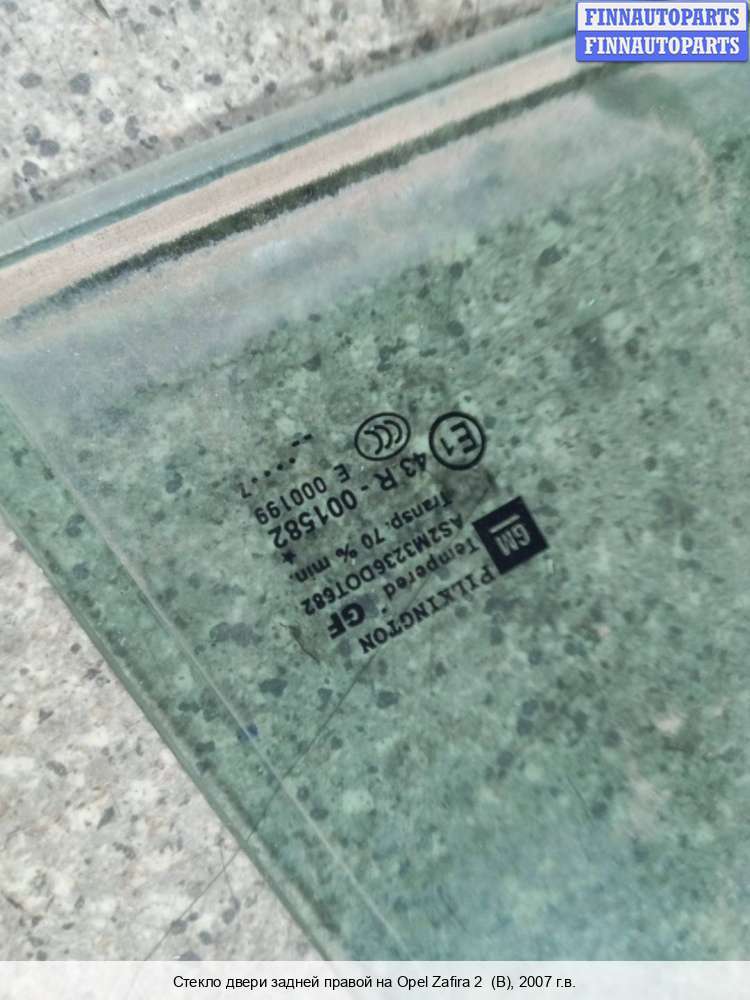 FINNAUTOPARTS
FINNAUTOPARTS
GM
PILKINGTON
Tempered GF
AS2M3236DOT682
Transp. 70 % min.
E1 43 R - 001582
CCC E 000199
Стекло двери задней правой на Opel Zafira 2 (B), 2007 г.в.